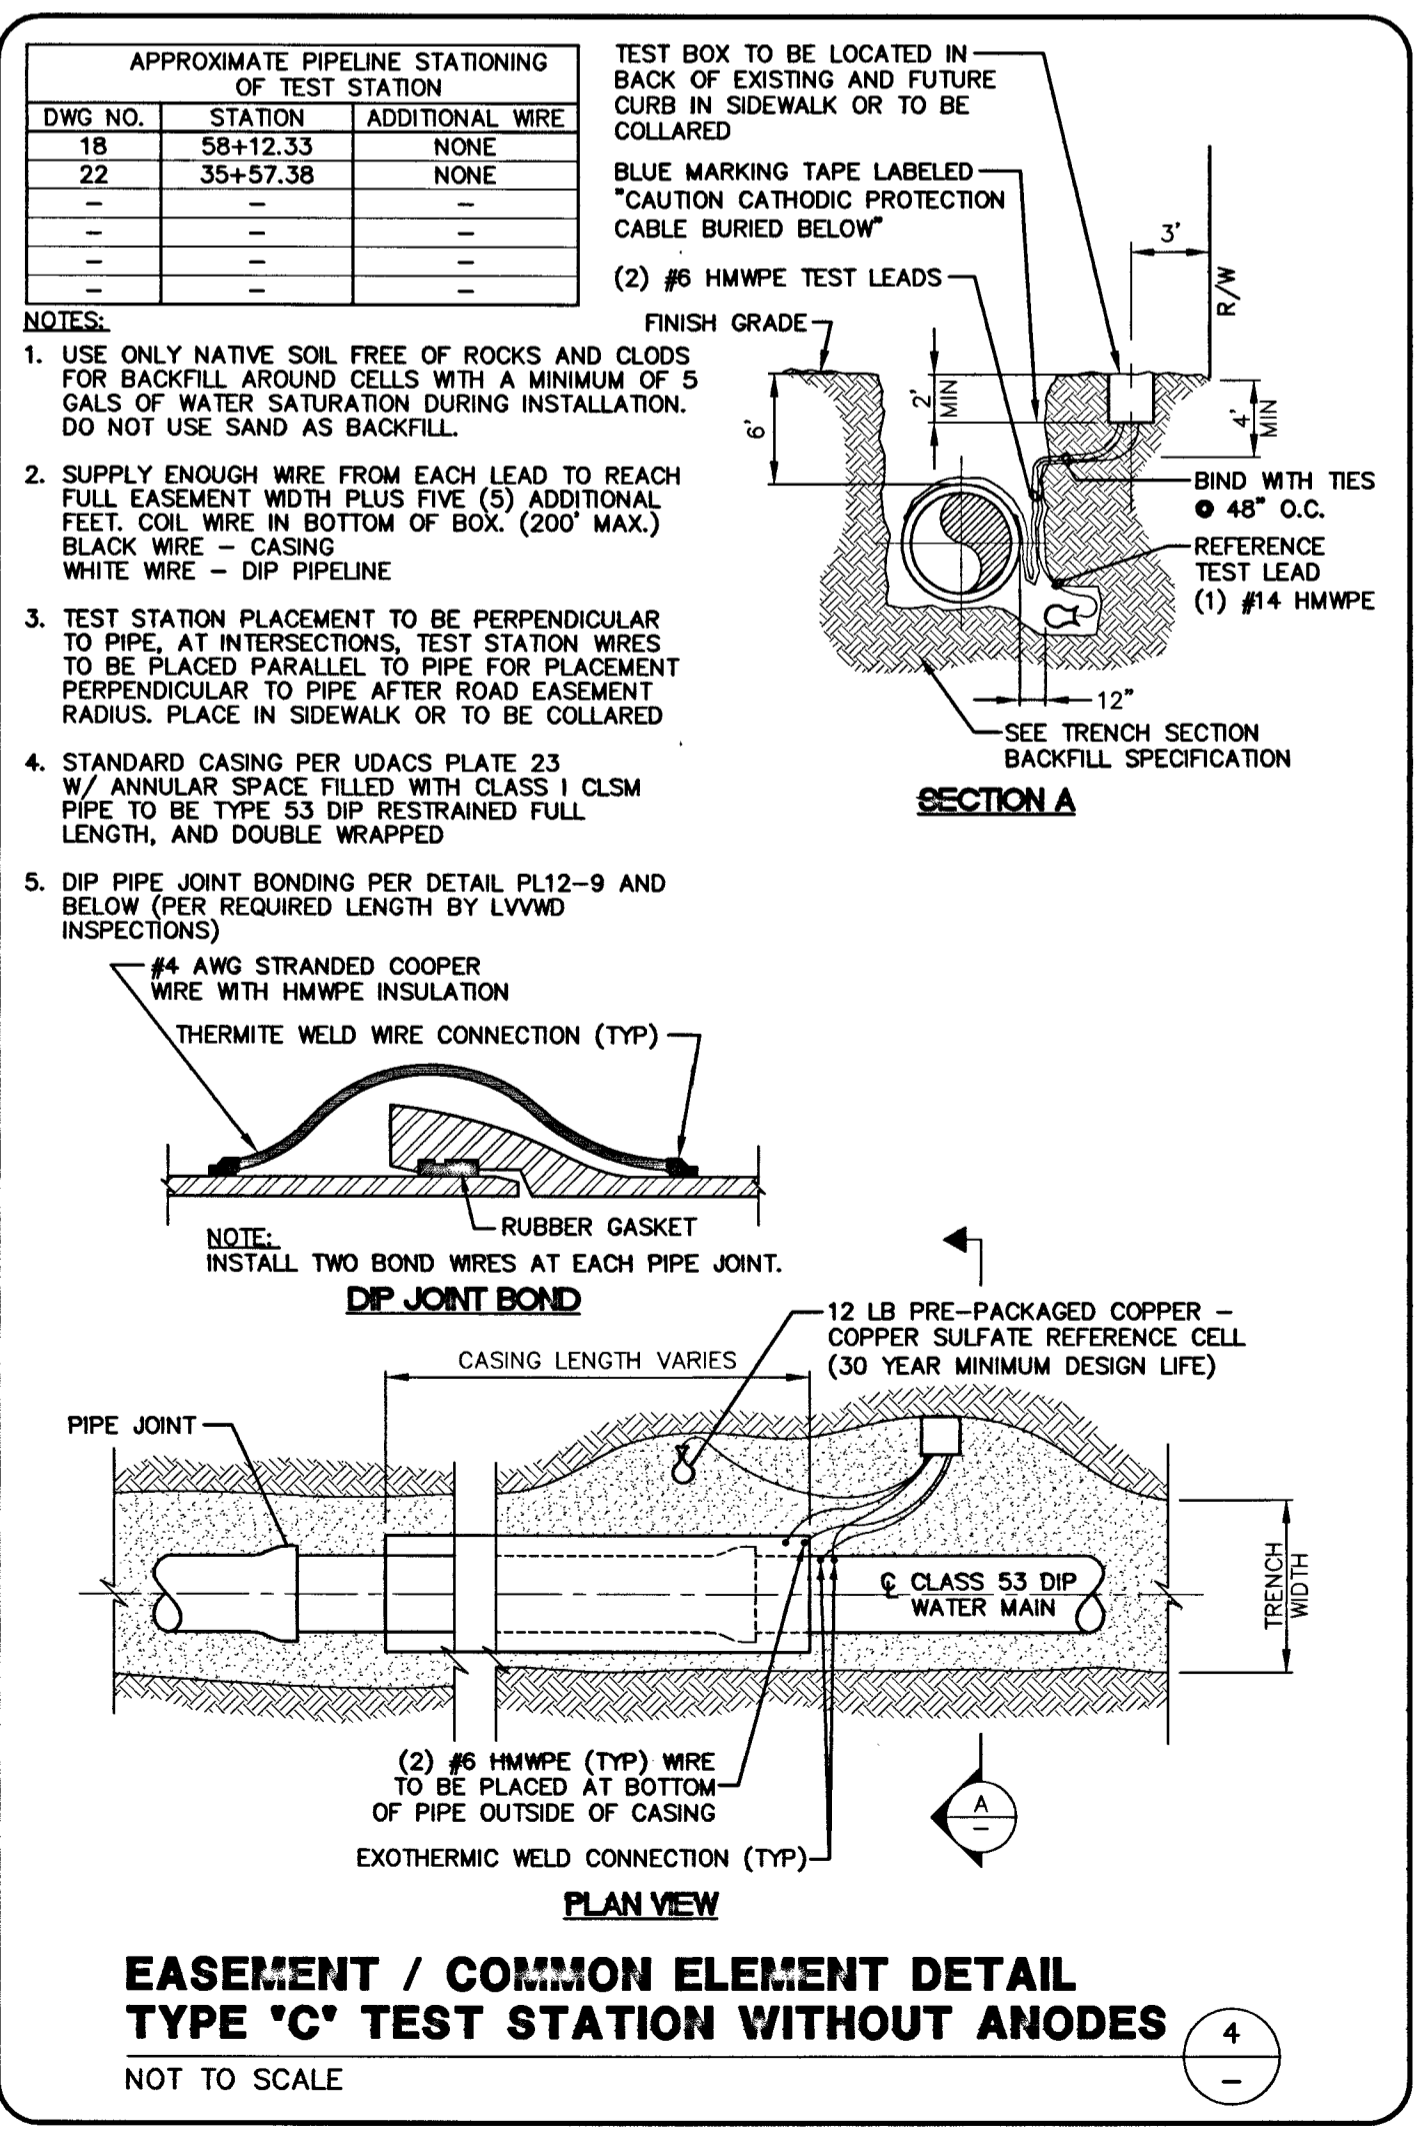 APPROXIMATE PIPELINE STATIONING
OF TEST STATION
DWG NO. STATION ADDITIONAL WIRE
18 58+12.33 NONE
22 35+57.38 NONE
– – –
– – –
– – –
– – –
NOTES:
1. USE ONLY NATIVE SOIL FREE OF ROCKS AND CLODS
FOR BACKFILL AROUND CELLS WITH A MINIMUM OF 5
GALS OF WATER SATURATION DURING INSTALLATION.
DO NOT USE SAND AS BACKFILL.
2. SUPPLY ENOUGH WIRE FROM EACH LEAD TO REACH
FULL EASEMENT WIDTH PLUS FIVE (5) ADDITIONAL
FEET. COIL WIRE IN BOTTOM OF BOX. (200' MAX.)
BLACK WIRE – CASING
WHITE WIRE – DIP PIPELINE
3. TEST STATION PLACEMENT TO BE PERPENDICULAR
TO PIPE, AT INTERSECTIONS, TEST STATION WIRES
TO BE PLACED PARALLEL TO PIPE FOR PLACEMENT
PERPENDICULAR TO PIPE AFTER ROAD EASEMENT
RADIUS. PLACE IN SIDEWALK OR TO BE COLLARED
4. STANDARD CASING PER UDACS PLATE 23
W/ ANNULAR SPACE FILLED WITH CLASS I CLSM
PIPE TO BE TYPE 53 DIP RESTRAINED FULL
LENGTH, AND DOUBLE WRAPPED
5. DIP PIPE JOINT BONDING PER DETAIL PL12–9 AND
BELOW (PER REQUIRED LENGTH BY LVVWD
INSPECTIONS)
TEST BOX TO BE LOCATED IN
BACK OF EXISTING AND FUTURE
CURB IN SIDEWALK OR TO BE
COLLARED
BLUE MARKING TAPE LABELED
"CAUTION CATHODIC PROTECTION
CABLE BURIED BELOW"
(2) #6 HMWPE TEST LEADS
FINISH GRADE
3'
R/W
2'
MIN
6'
4'
MIN
BIND WITH TIES
@ 48" O.C.
REFERENCE
TEST LEAD
(1) #14 HMWPE
12"
SEE TRENCH SECTION
BACKFILL SPECIFICATION
SECTION A
#4 AWG STRANDED COOPER
WIRE WITH HMWPE INSULATION
THERMITE WELD WIRE CONNECTION (TYP)
RUBBER GASKET
NOTE:
INSTALL TWO BOND WIRES AT EACH PIPE JOINT.
DIP JOINT BOND
12 LB PRE–PACKAGED COPPER –
COPPER SULFATE REFERENCE CELL
(30 YEAR MINIMUM DESIGN LIFE)
CASING LENGTH VARIES
PIPE JOINT
℄ CLASS 53 DIP
WATER MAIN
TRENCH
WIDTH
(2) #6 HMWPE (TYP) WIRE
TO BE PLACED AT BOTTOM
OF PIPE OUTSIDE OF CASING
EXOTHERMIC WELD CONNECTION (TYP)
A
–
PLAN VIEW
EASEMENT / COMMON ELEMENT DETAIL
TYPE "C" TEST STATION WITHOUT ANODES
4
–
NOT TO SCALE